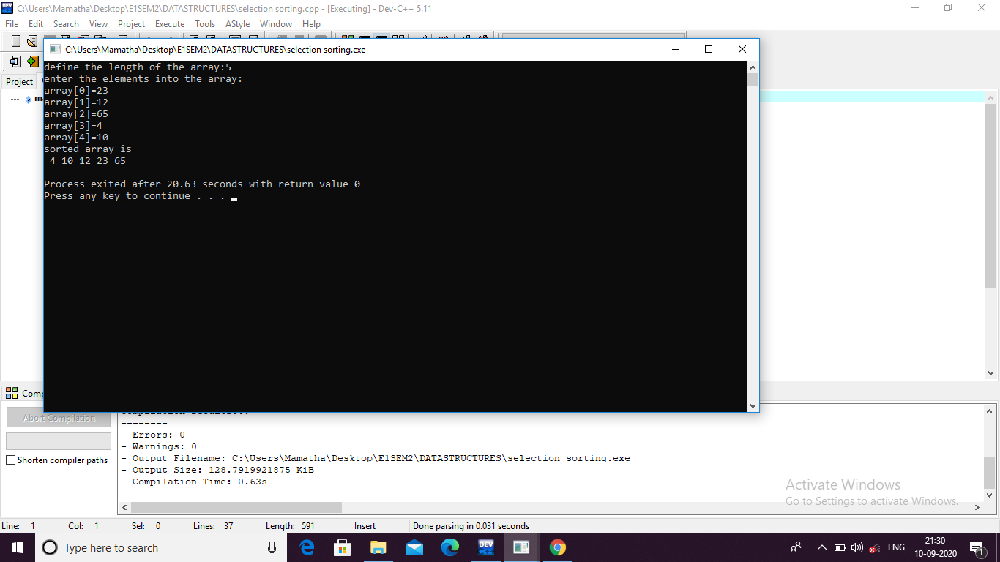 C:\Users\Mamatha\Desktop\E1SEM2\DATASTRUCTURES\selection sorting.cpp - [Executing] - Dev-C++ 5.11
File Edit Search View Project Execute Tools AStyle Window Help
C:\Users\Mamatha\Desktop\E1SEM2\DATASTRUCTURES\selection sorting.exe
Project
define the length of the array:5
enter the elements into the array:
array[0]=23
array[1]=12
array[2]=65
array[3]=4
array[4]=10
sorted array is
4 10 12 23 65
--------------------------------
Process exited after 20.63 seconds with return value 0
Press any key to continue . . .
Abort Compilation
Shorten compiler paths
Compilation results...
--------
- Errors: 0
- Warnings: 0
- Output Filename: C:\Users\Mamatha\Desktop\E1SEM2\DATASTRUCTURES\selection sorting.exe
- Output Size: 128.7919921875 KiB
- Compilation Time: 0.63s
Activate Windows
Go to Settings to activate Windows.
Line: 1 Col: 1 Sel: 0 Lines: 37 Length: 591 Insert Done parsing in 0.031 seconds
Type here to search
DEV
ENG
21:30
10-09-2020
1